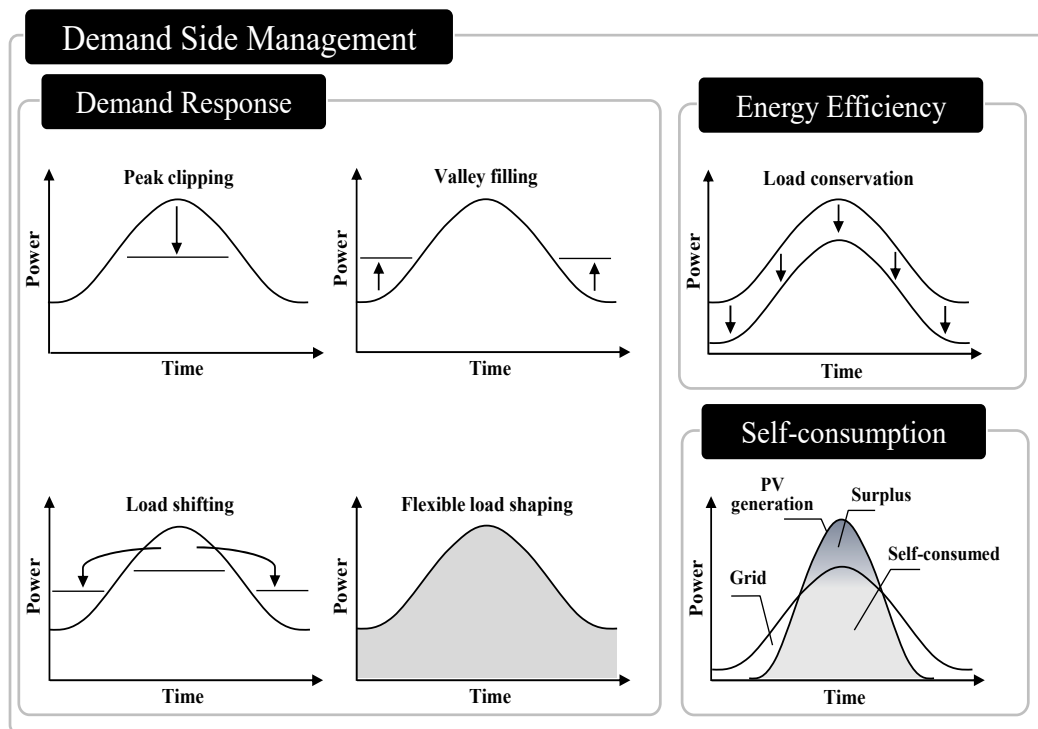 Demand Side Management
Demand Response
Peak clipping
Power
Time
Valley filling
Power
Time
Load shifting
Power
Time
Flexible load shaping
Power
Time
Energy Efficiency
Load conservation
Power
Time
Self-consumption
PV
generation
Surplus
Self-consumed
Grid
Power
Time